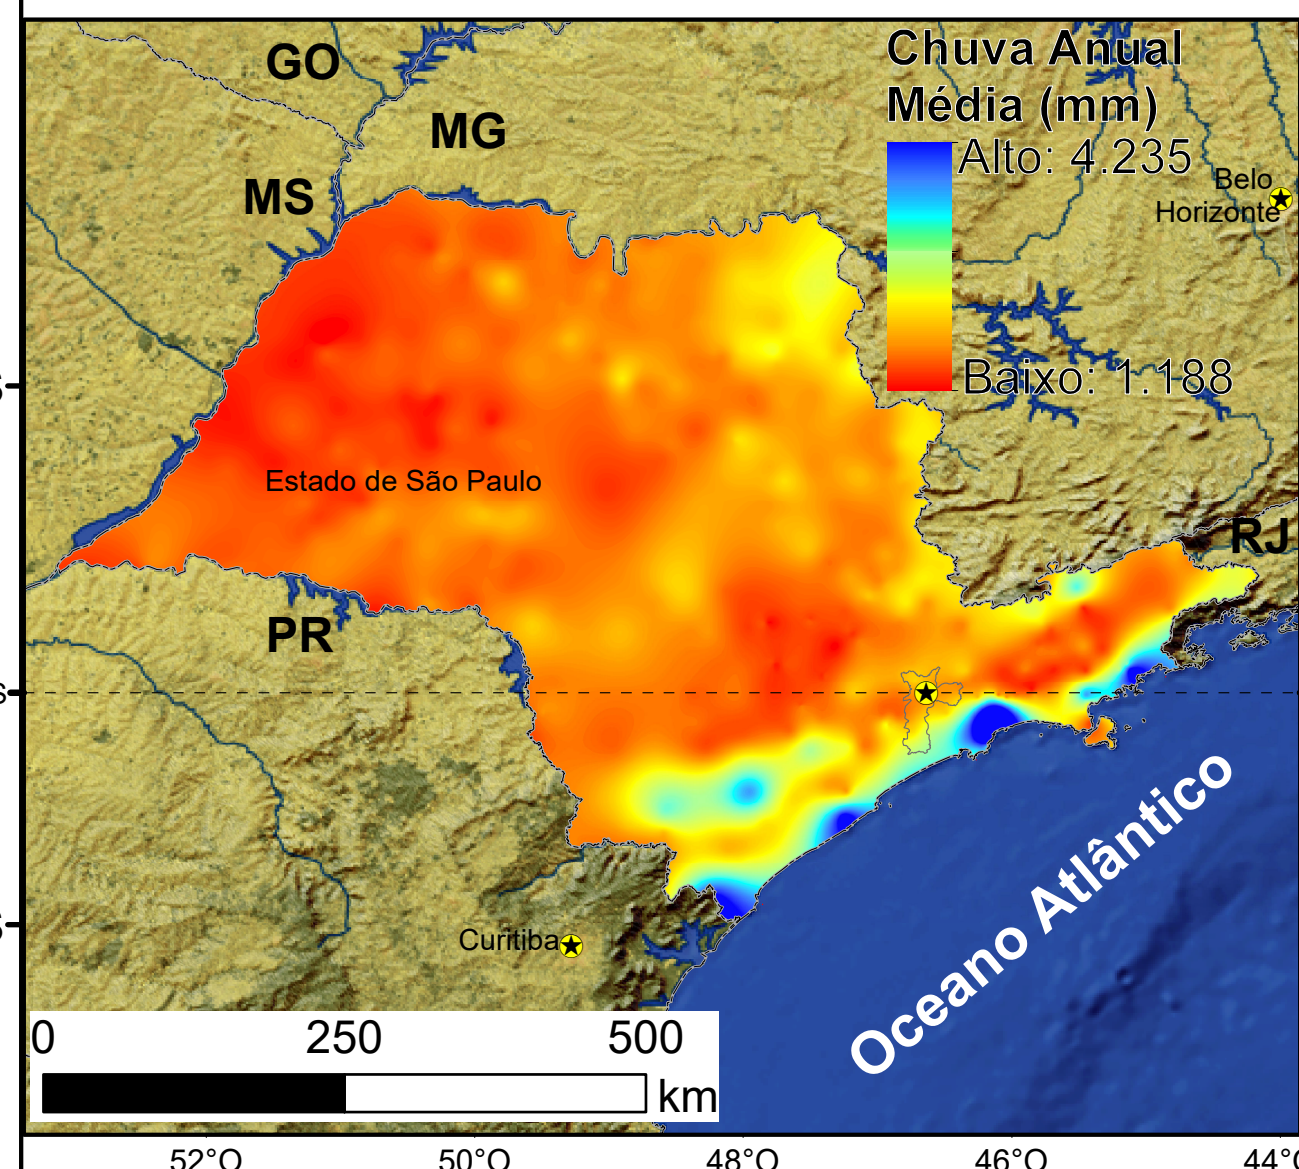 GO
MG
MS
Chuva Anual
Média (mm)
Alto: 4.235
Baixo: 1.188
Belo
Horizonte
Estado de São Paulo
RJ
PR
Curitiba
Oceano Atlântico
0 250 500
km
52°O 50°O 48°O 46°O 44°